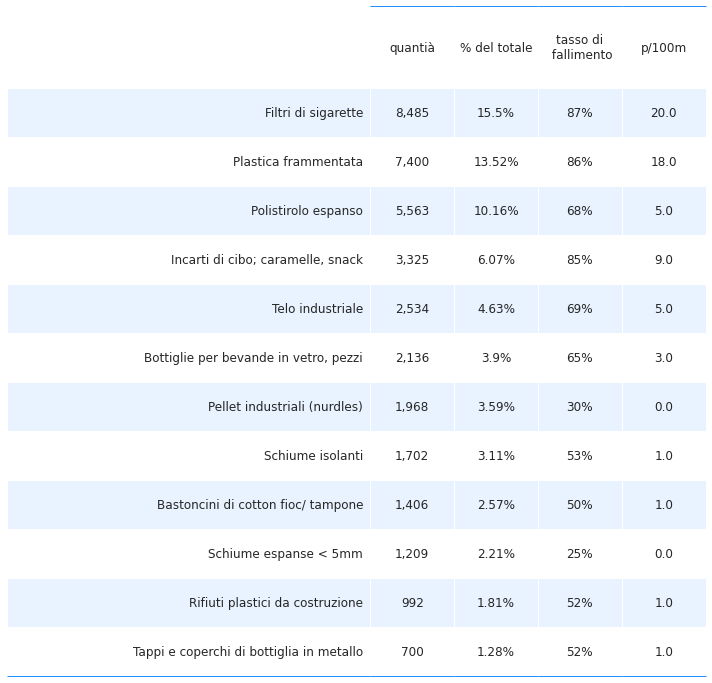 quantià % del totale tasso di fallimento p/100m
Filtri di sigarette 8,485 15.5% 87% 20.0
Plastica frammentata 7,400 13.52% 86% 18.0
Polistirolo espanso 5,563 10.16% 68% 5.0
Incarti di cibo; caramelle, snack 3,325 6.07% 85% 9.0
Telo industriale 2,534 4.63% 69% 5.0
Bottiglie per bevande in vetro, pezzi 2,136 3.9% 65% 3.0
Pellet industriali (nurdles) 1,968 3.59% 30% 0.0
Schiume isolanti 1,702 3.11% 53% 1.0
Bastoncini di cotton fioc/ tampone 1,406 2.57% 50% 1.0
Schiume espanse < 5mm 1,209 2.21% 25% 0.0
Rifiuti plastici da costruzione 992 1.81% 52% 1.0
Tappi e coperchi di bottiglia in metallo 700 1.28% 52% 1.0